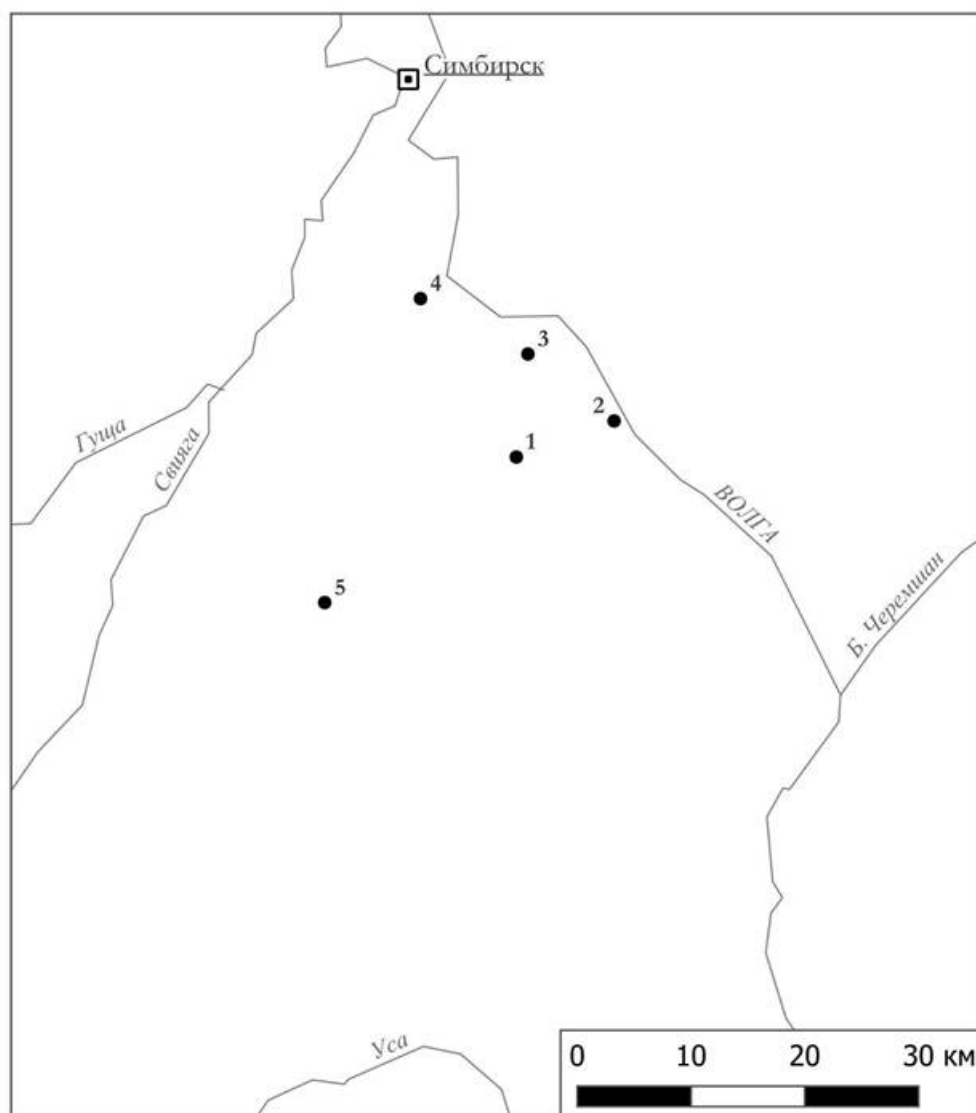 Симбирск
4
3
2
Гуща
Свияга
1
ВОЛГА
Б. Черемшан
5
Уса
0 10 20 30 км